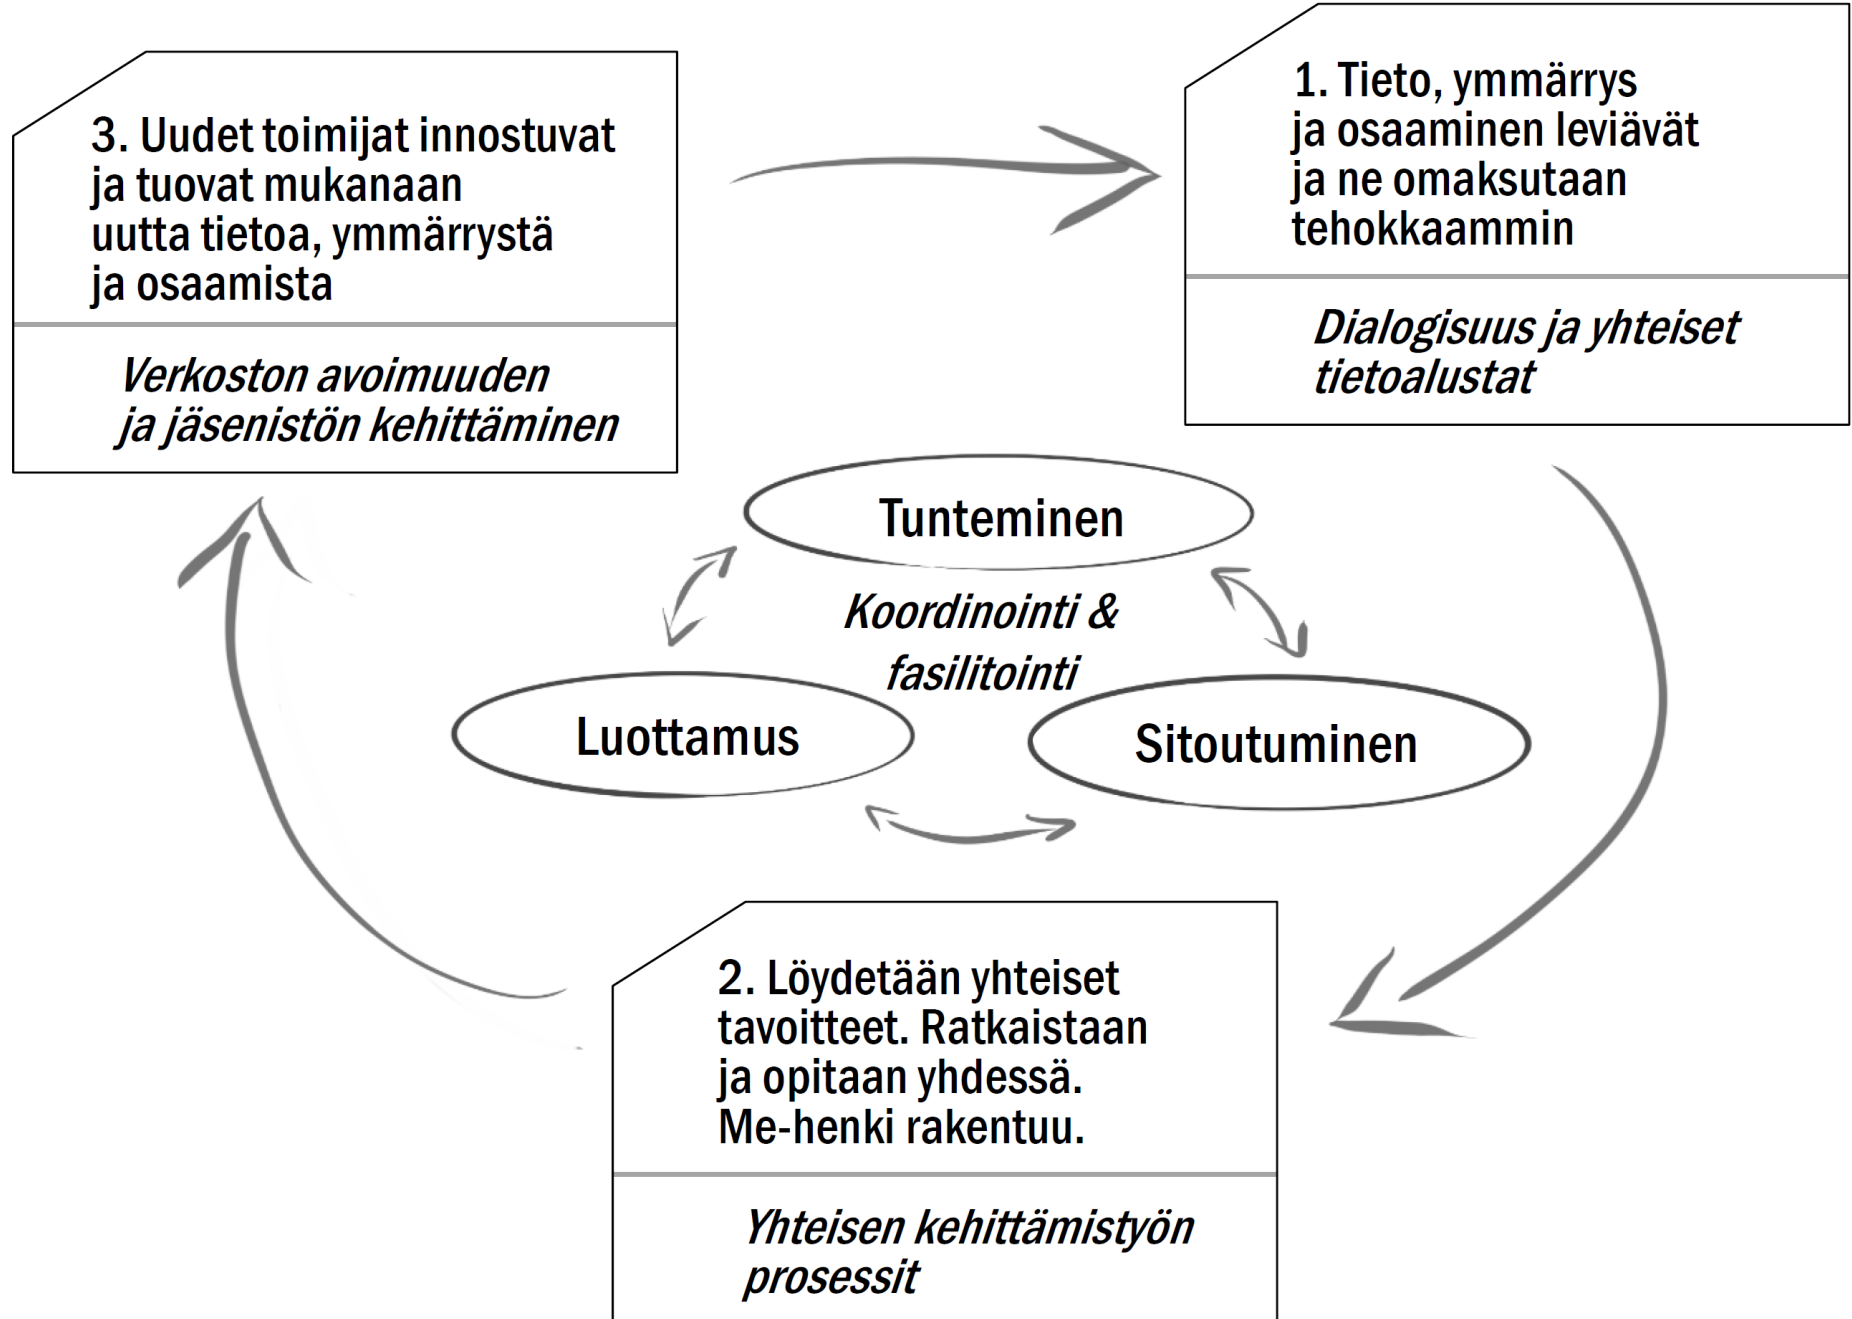 3. Uudet toimijat innostuvat
ja tuovat mukanaan
uutta tietoa, ymmärrystä
ja osaamista
Verkoston avoimuuden
ja jäsenistön kehittäminen
1. Tieto, ymmärrys
ja osaaminen leviävät
ja ne omaksutaan
tehokkaammin
Dialogisuus ja yhteiset
tietoalustat
Tunteminen
Koordinointi &
fasilitointi
Luottamus
Sitoutuminen
2. Löydetään yhteiset
tavoitteet. Ratkaistaan
ja opitaan yhdessä.
Me-henki rakentuu.
Yhteisen kehittämistyön
prosessit